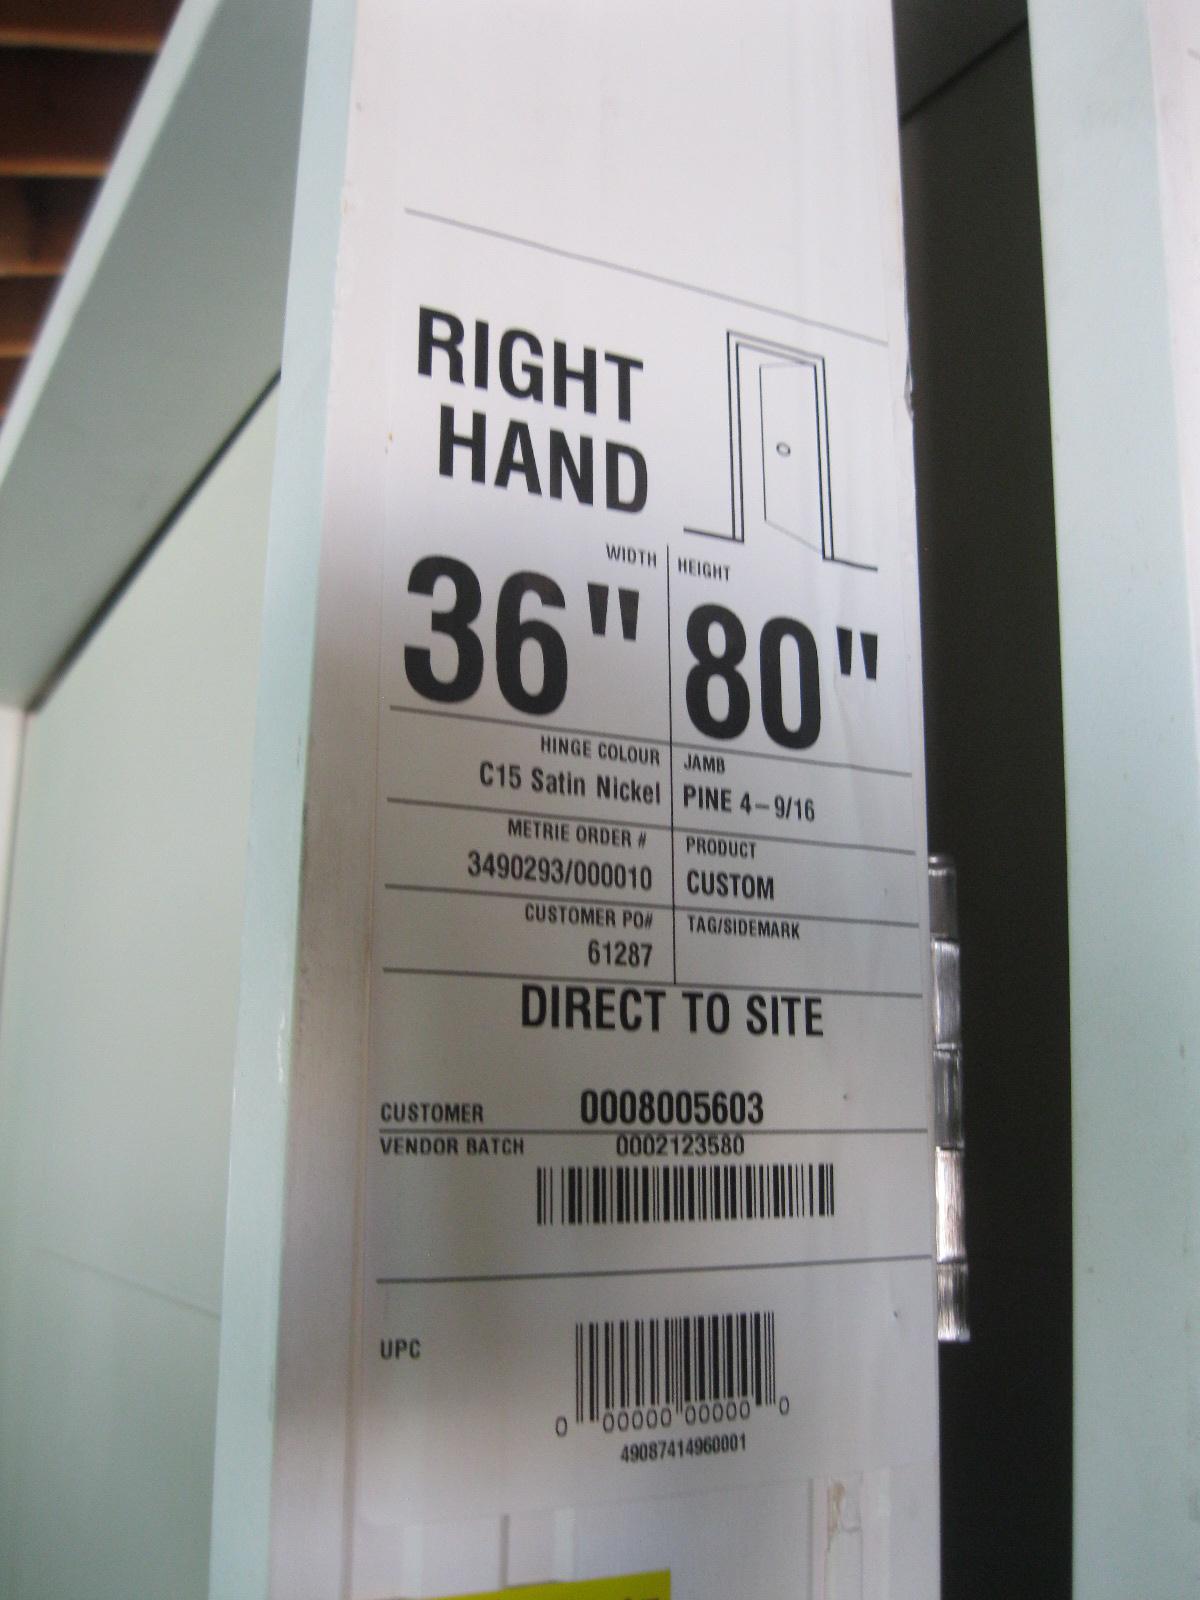 RIGHT
HAND
WIDTH HEIGHT
36" 80"
HINGE COLOUR JAMB
C15 Satin Nickel PINE 4-9/16
METRIE ORDER # PRODUCT
3490293/000010 CUSTOM
CUSTOMER PO# TAG/SIDEMARK
61287
DIRECT TO SITE
CUSTOMER 0008005603
VENDOR BATCH 0002123580
UPC
0 00000 00000 0
49087414960001